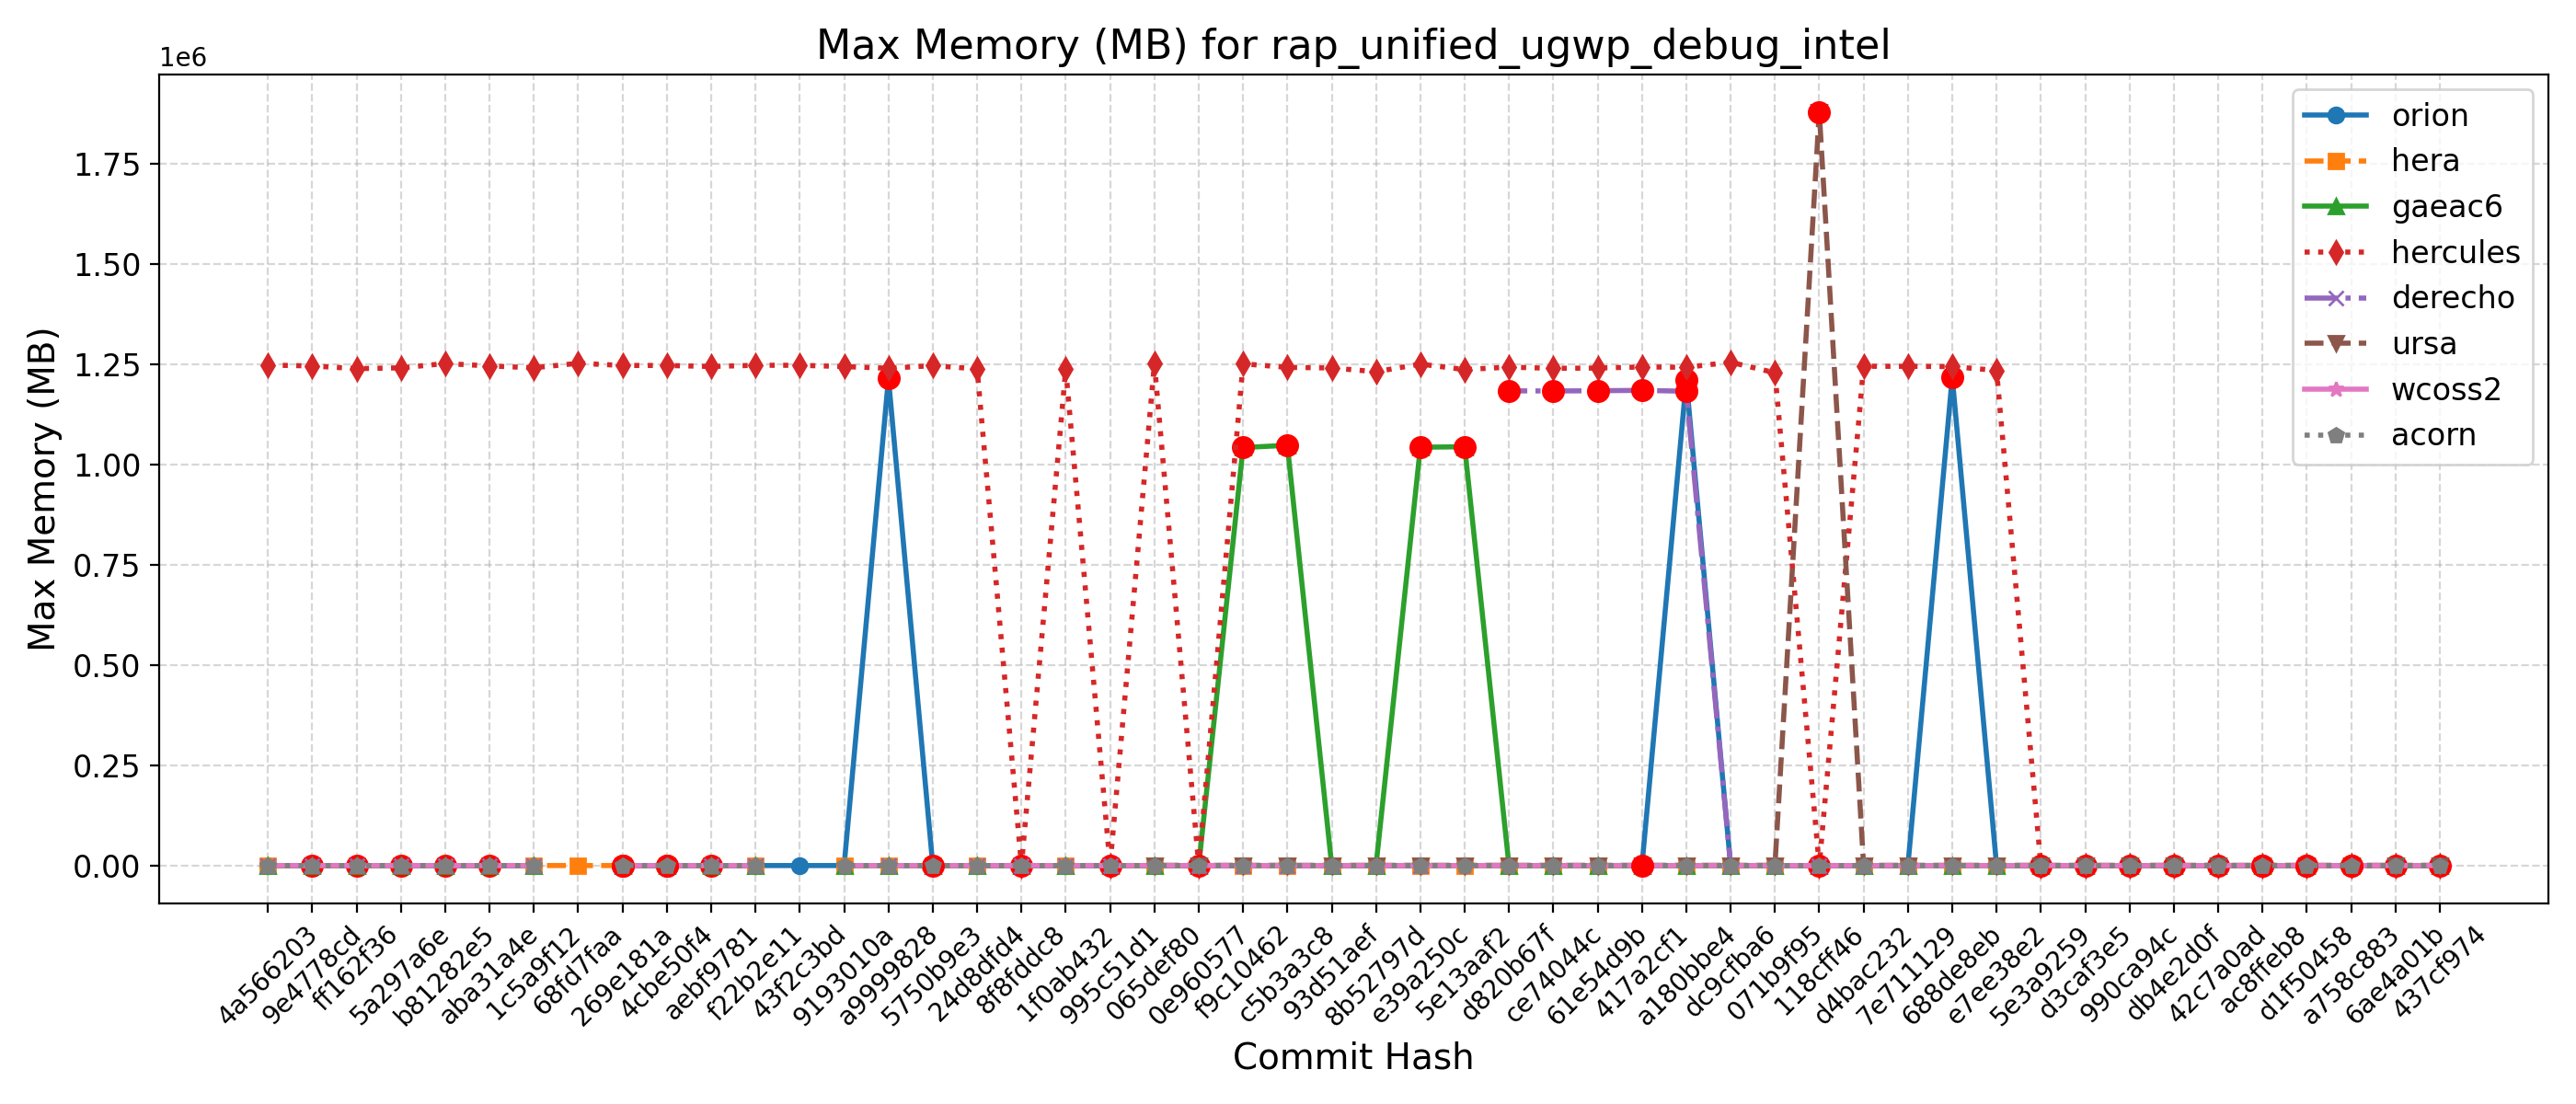 Max Memory (MB) for rap_unified_ugwp_debug_intel
1e6
1.75
1.50
1.25
1.00
0.75
0.50
0.25
0.00
Max Memory (MB)
orion
hera
gaeac6
hercules
derecho
ursa
wcoss2
acorn
4a566203
9e4778cd
ff162f36
5a297a6e
b81282e5
aba31a4e
1c5a9f12
68fd7faa
269e181a
4cbe50f4
aebf9781
f22b2e11
43f2c3bd
9193010a
a9999828
5750b9e3
24d8dfd4
8f8fddc8
1f0ab432
995c51d1
065def80
0e960577
f9c10462
c5b3a3c8
93d51aef
8b52797d
e39a250c
5e13aaf2
d820b67f
ce74044c
61e54d9b
417a2cf1
a180bbe4
dc9cfba6
071b9f95
118cff46
d4bac232
7e711129
688de8eb
e7ee38e2
5e3a9259
d3caf3e5
990ca94c
db4e2d0f
42c7a0ad
ac8ffeb8
d1f50458
a758c883
6ae4a01b
437cf974
Commit Hash